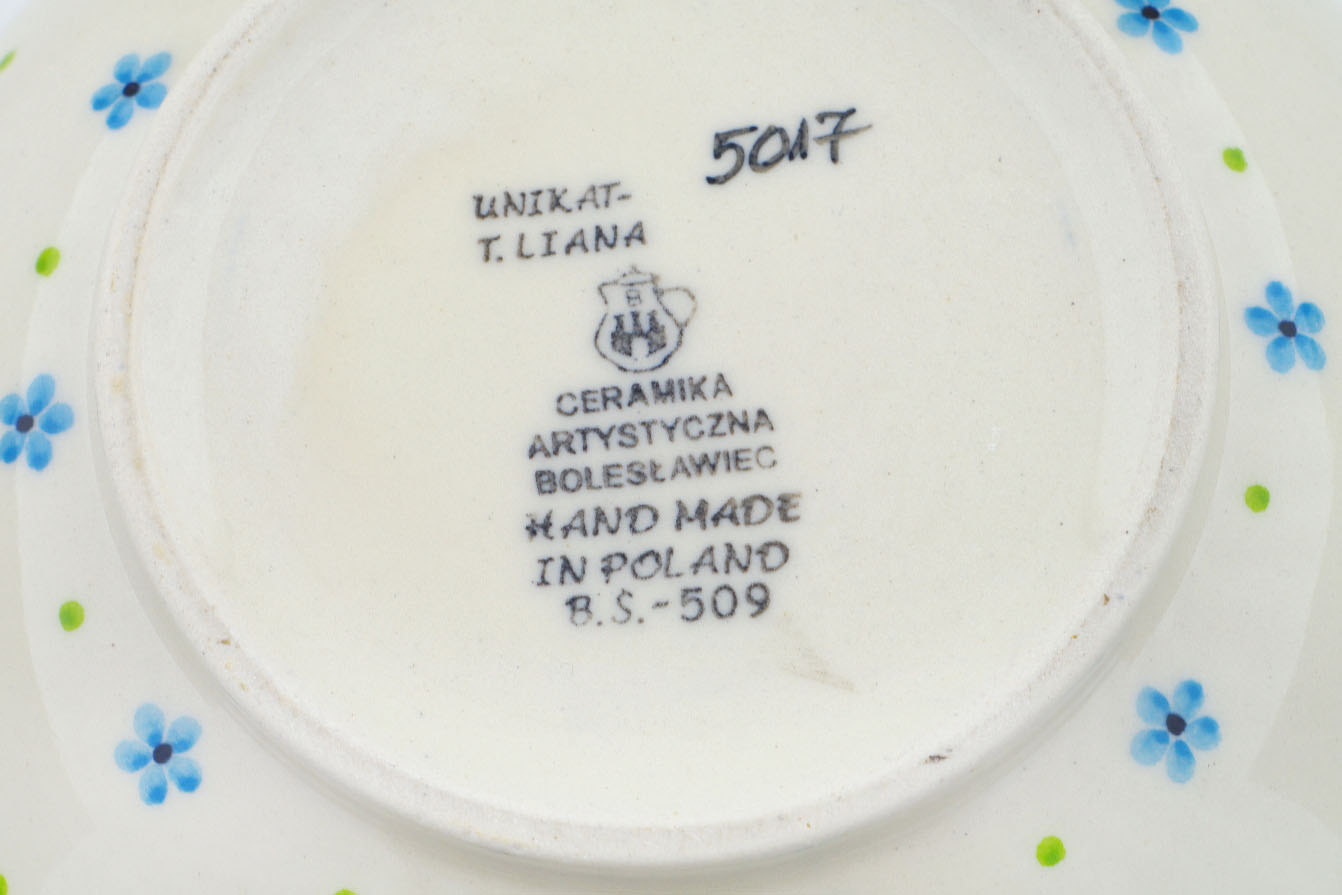 5017
UNIKAT-
T. LIANA
B
CERAMIKA
ARTYSTYCZNA
BOLESŁAWIEC
HAND MADE
IN POLAND
B.Ś.-509